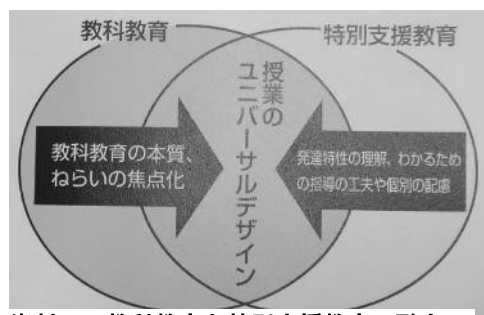 教科教育
特別支援教育
授業の
ユニバーサルデザイン
教科教育の本質、
ねらいの焦点化
発達特性の理解、わかるため
の指導の工夫や個別の配慮